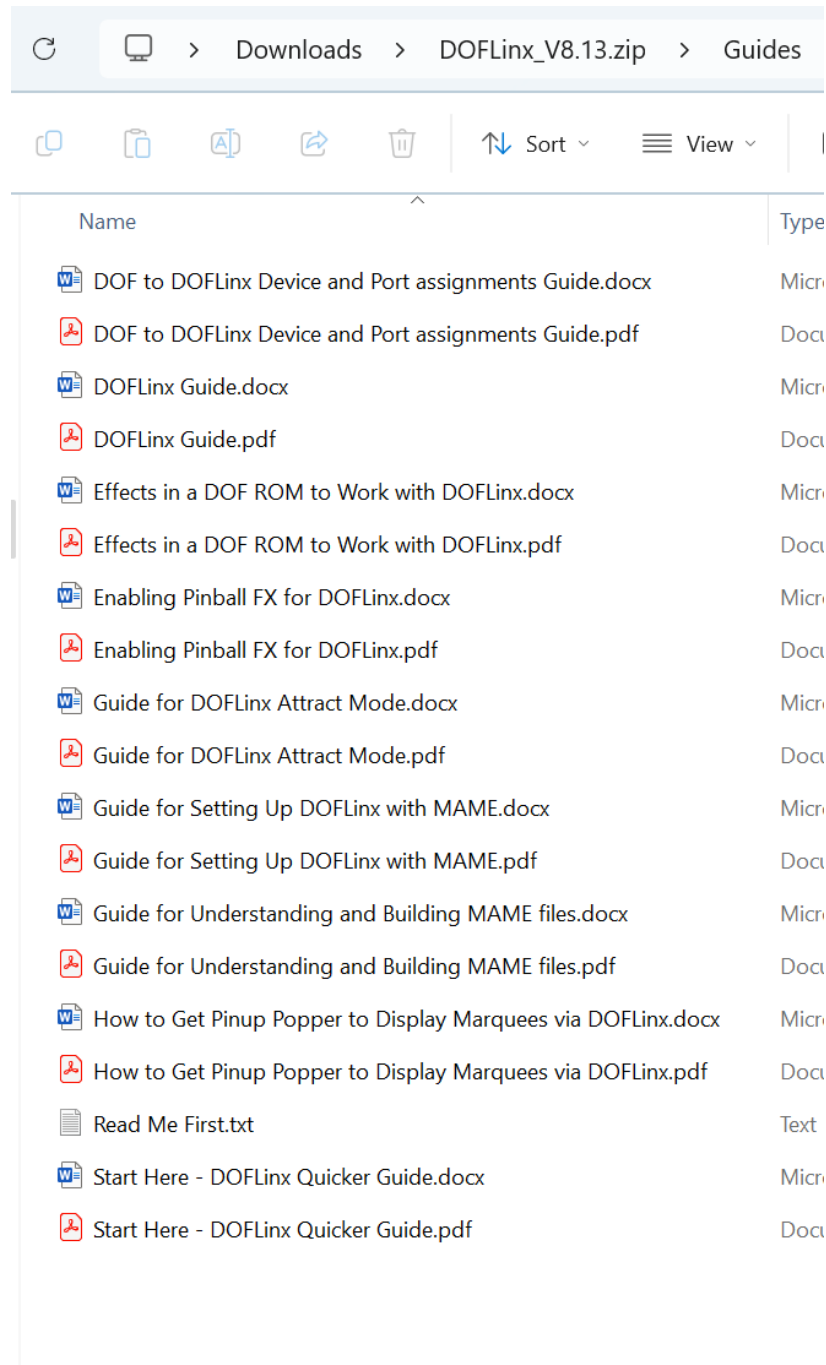 Downloads > DOFLinx_V8.13.zip > Guides
Sort View
Name Type
DOF to DOFLinx Device and Port assignments Guide.docx
DOF to DOFLinx Device and Port assignments Guide.pdf
DOFLinx Guide.docx
DOFLinx Guide.pdf
Effects in a DOF ROM to Work with DOFLinx.docx
Effects in a DOF ROM to Work with DOFLinx.pdf
Enabling Pinball FX for DOFLinx.docx
Enabling Pinball FX for DOFLinx.pdf
Guide for DOFLinx Attract Mode.docx
Guide for DOFLinx Attract Mode.pdf
Guide for Setting Up DOFLinx with MAME.docx
Guide for Setting Up DOFLinx with MAME.pdf
Guide for Understanding and Building MAME files.docx
Guide for Understanding and Building MAME files.pdf
How to Get Pinup Popper to Display Marquees via DOFLinx.docx
How to Get Pinup Popper to Display Marquees via DOFLinx.pdf
Read Me First.txt Text
Start Here - DOFLinx Quicker Guide.docx
Start Here - DOFLinx Quicker Guide.pdf